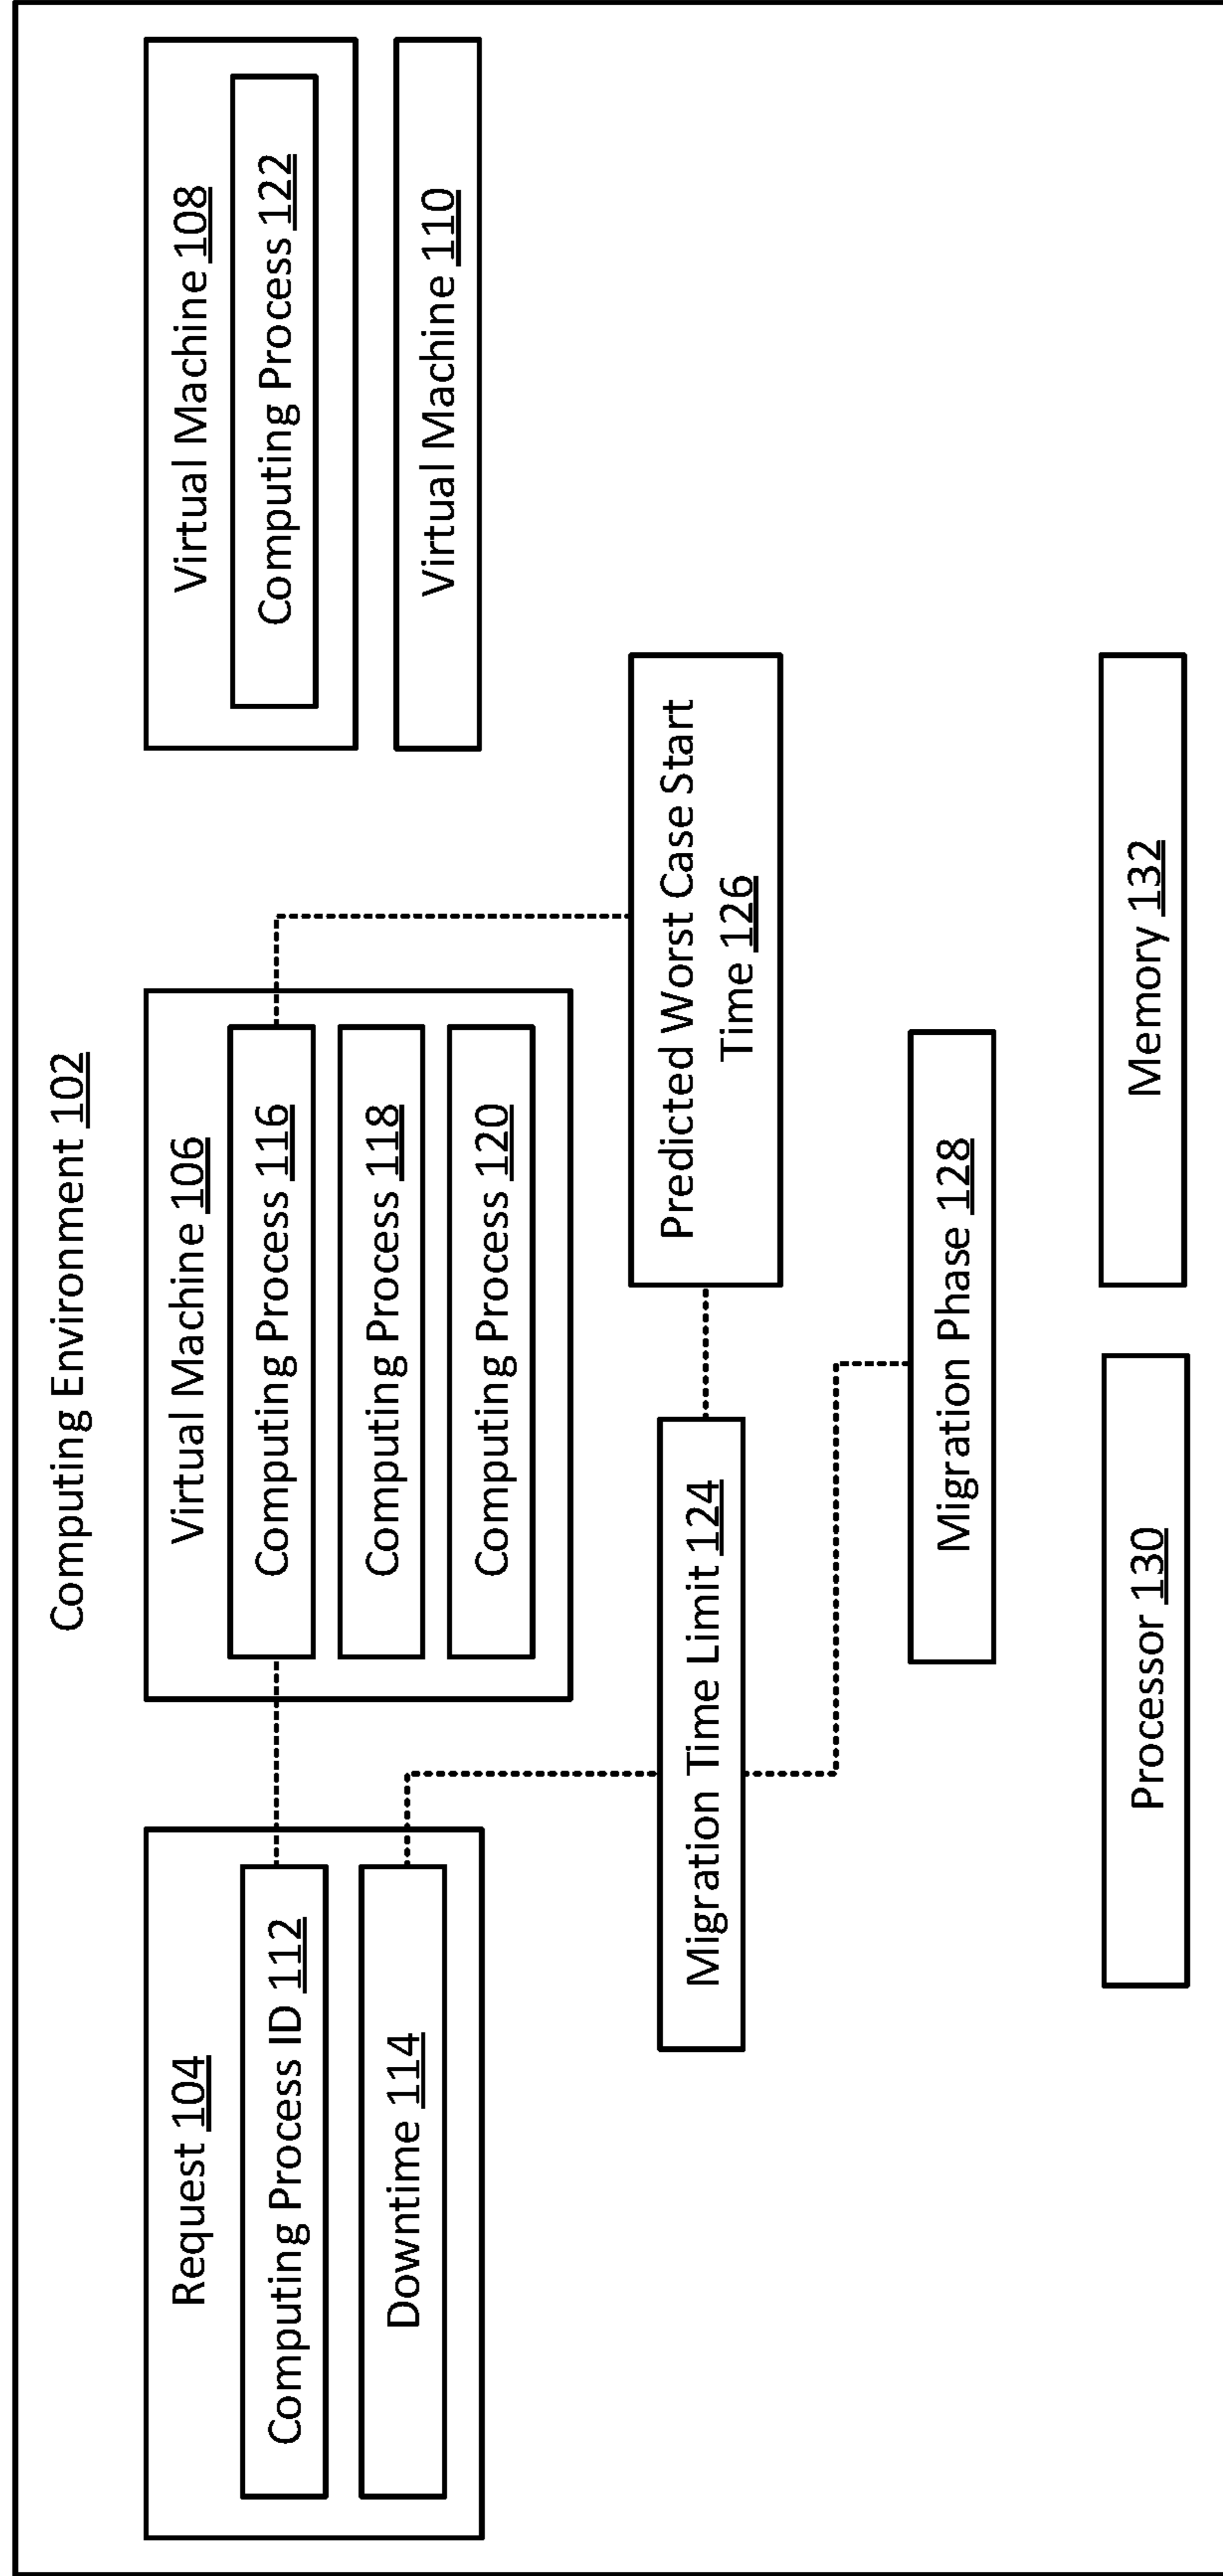 Computing Environment 102
Request 104
Computing Process ID 112
Downtime 114
Virtual Machine 106
Computing Process 116
Computing Process 118
Computing Process 120
Virtual Machine 108
Computing Process 122
Virtual Machine 110
Migration Time Limit 124
Predicted Worst Case Start
Time 126
Migration Phase 128
Processor 130
Memory 132